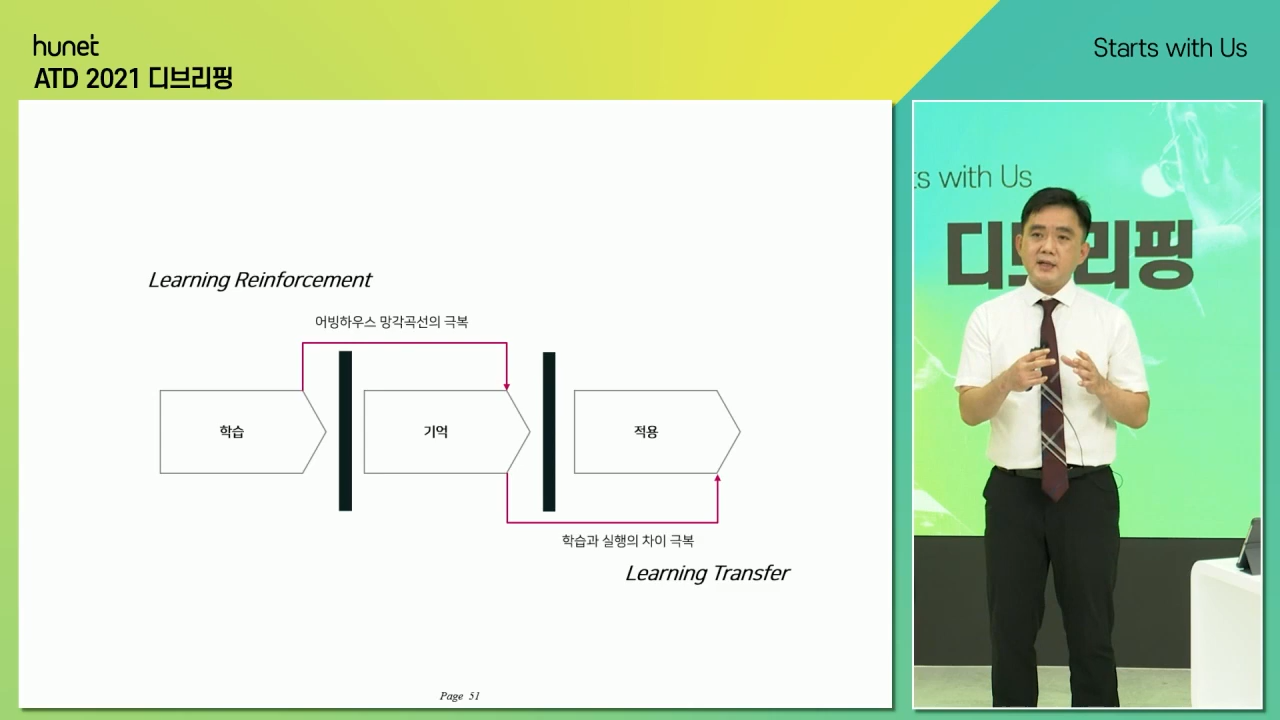 hunet
ATD 2021 디브리핑
Starts with Us
Learning Reinforcement
어빙하우스 망각곡선의 극복
학습
기억
적용
학습과 실행의 차이 극복
Learning Transfer
Page 51
ts with Us
디브리핑